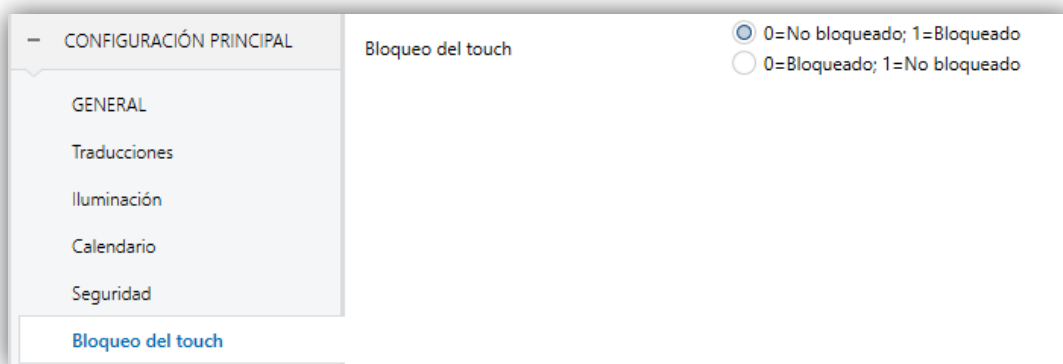 − CONFIGURACIÓN PRINCIPAL
GENERAL
Traducciones
Iluminación
Calendario
Seguridad
Bloqueo del touch
Bloqueo del touch
0=No bloqueado; 1=Bloqueado
0=Bloqueado; 1=No bloqueado